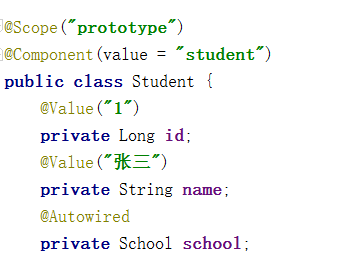 @Scope("prototype")
@Component(value = "student")
public class Student {
    @Value("1")
    private Long id;
    @Value("张三")
    private String name;
    @Autowired
    private School school;